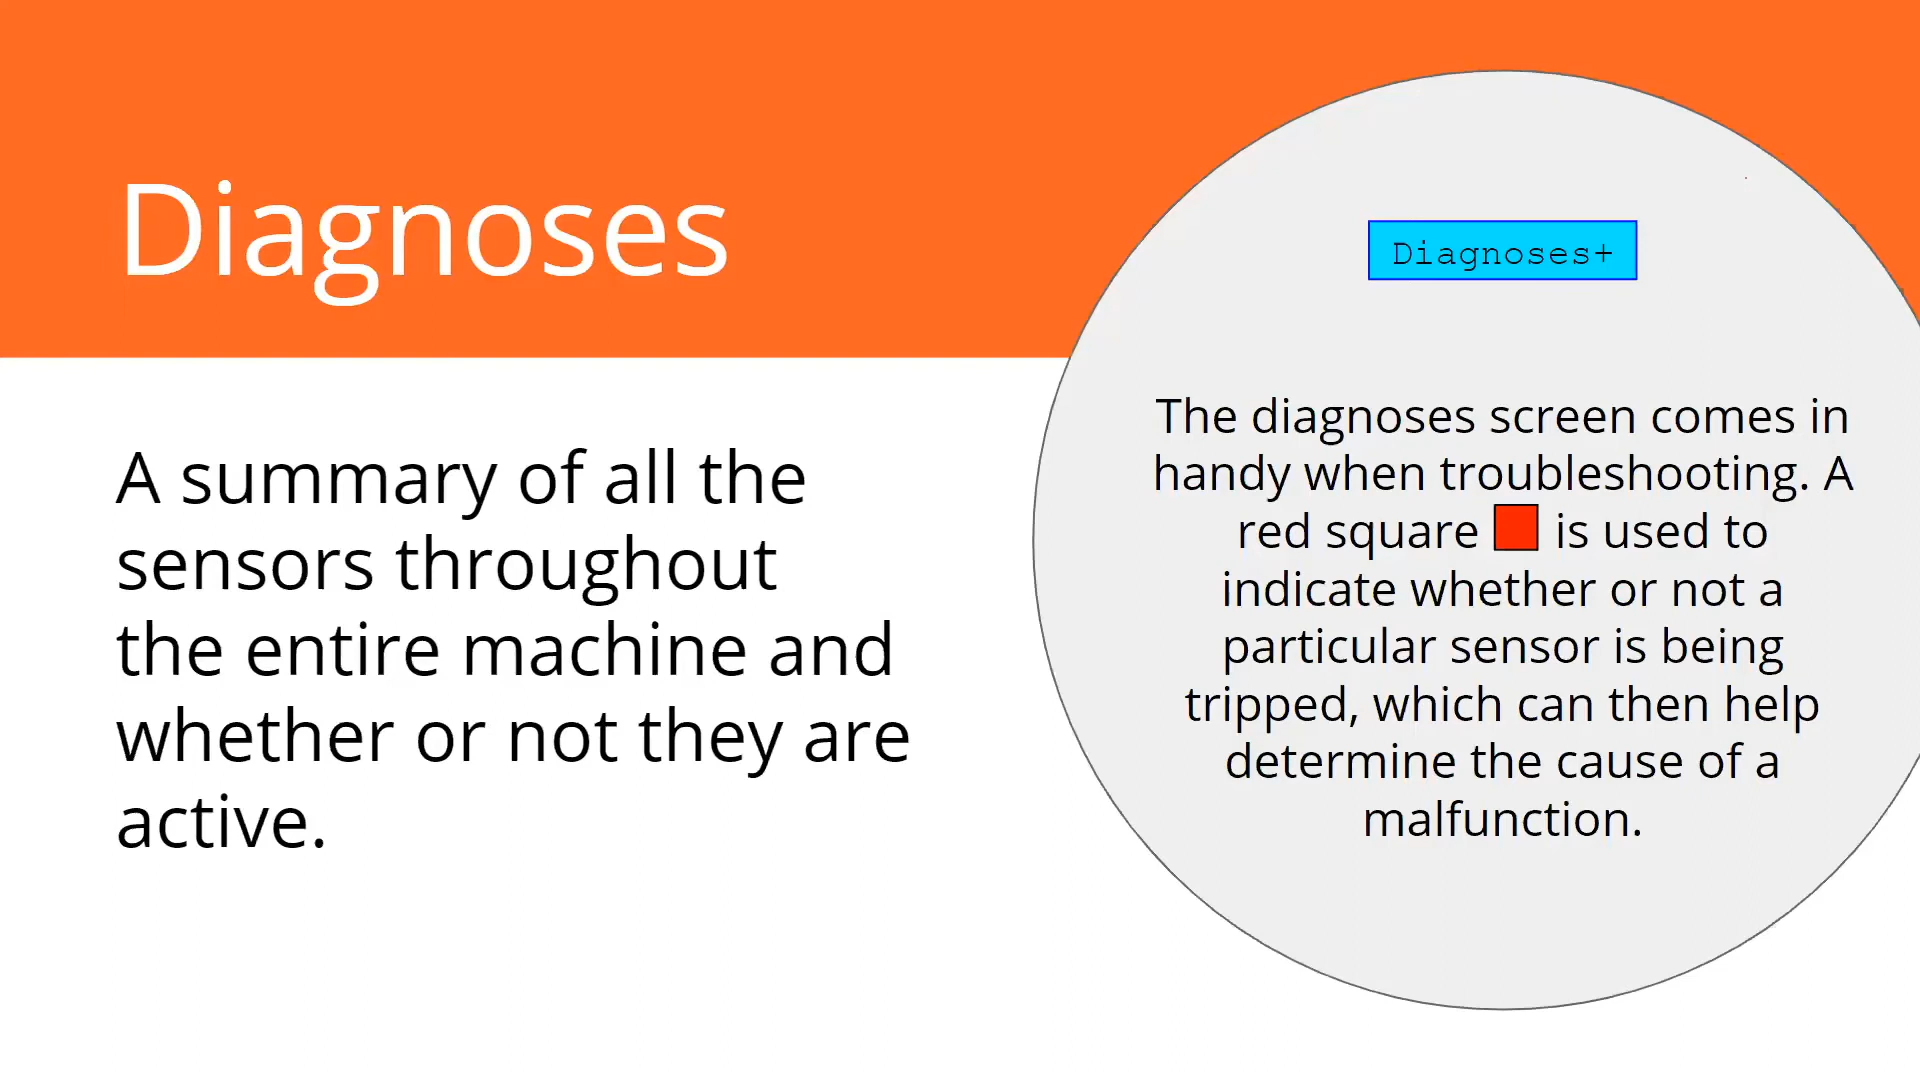 Diagnoses
A summary of all the
sensors throughout
the entire machine and
whether or not they are
active.
Diagnoses+
The diagnoses screen comes in
handy when troubleshooting. A
red square is used to
indicate whether or not a
particular sensor is being
tripped, which can then help
determine the cause of a
malfunction.